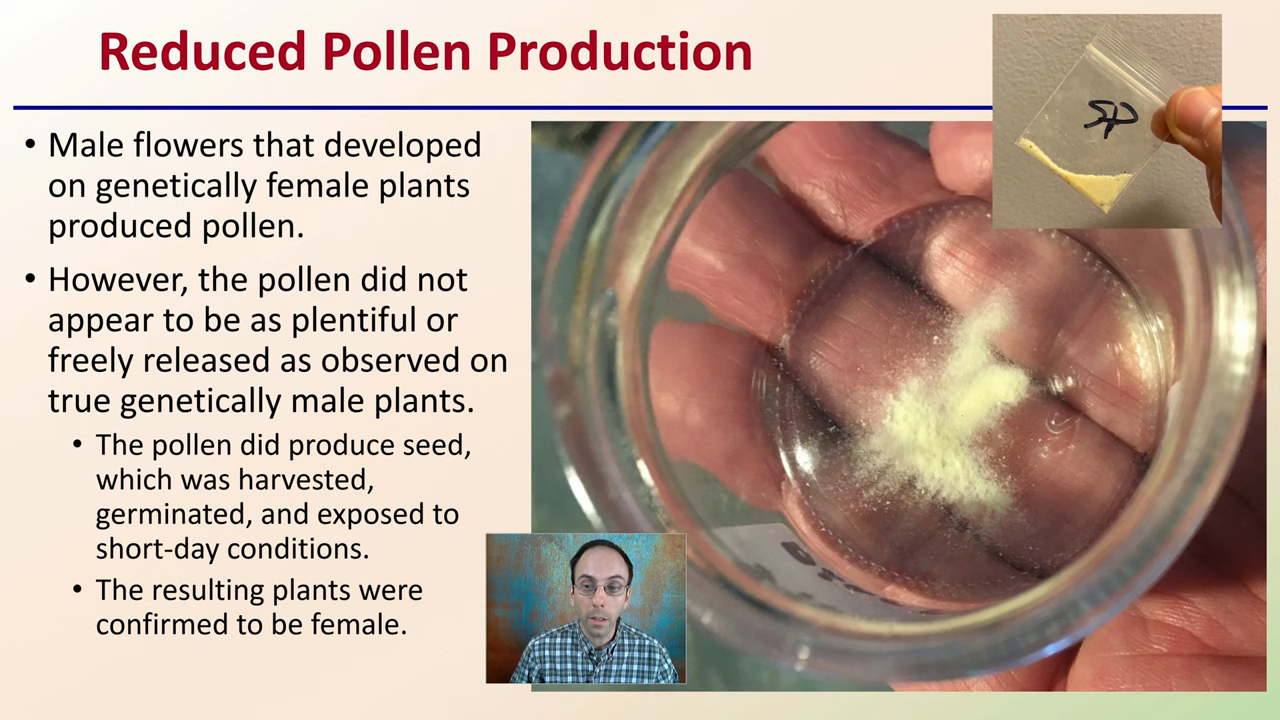 Reduced Pollen Production
SP
• Male flowers that developed
on genetically female plants
produced pollen.
• However, the pollen did not
appear to be as plentiful or
freely released as observed on
true genetically male plants.
• The pollen did produce seed,
which was harvested,
germinated, and exposed to
short-day conditions.
• The resulting plants were
confirmed to be female.